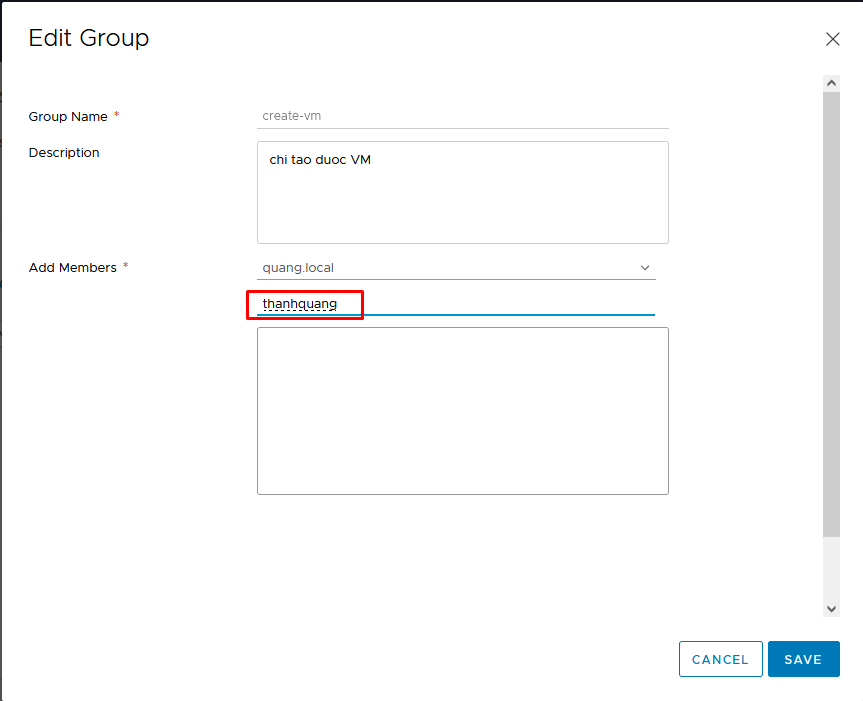 Edit Group
Group Name * create-vm
Description chi tao duoc VM
Add Members * quang.local
thanhquang
CANCEL SAVE